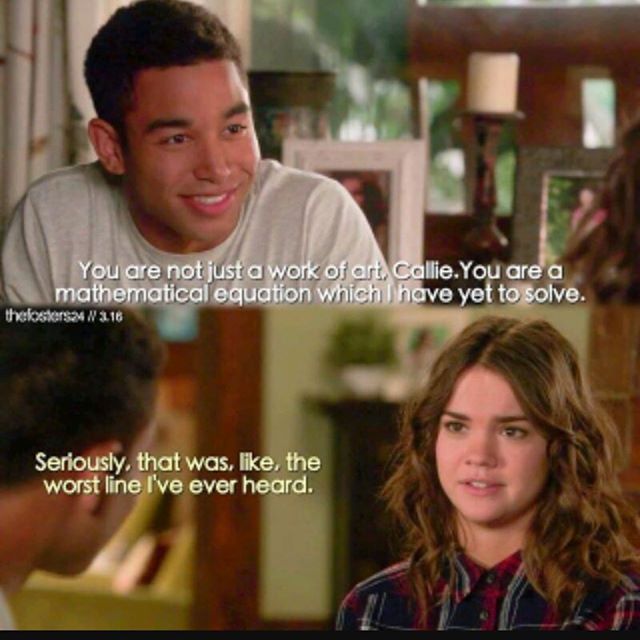 You are not just a work of art, Callie.You are a
mathematical equation which I have yet to solve.
thefosters24 // 3.16
Seriously, that was, like, the
worst line I've ever heard.